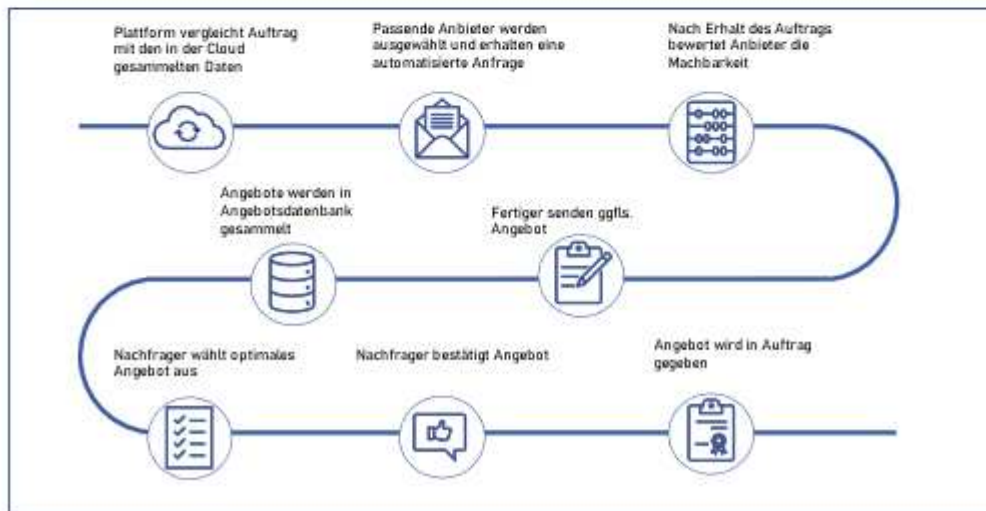 Plattform vergleicht Auftrag
mit den in der Cloud
gesammelten Daten
Passende Anbieter werden
ausgewählt und erhalten eine
automatisierte Anfrage
Nach Erhalt des Auftrags
bewertet Anbieter die
Machbarkeit
Fertiger senden ggfls.
Angebot
Angebote werden in
Angebotsdatenbank
gesammelt
Nachfrager wählt optimales
Angebot aus
Nachfrager bestätigt Angebot
Angebot wird in Auftrag
gegeben